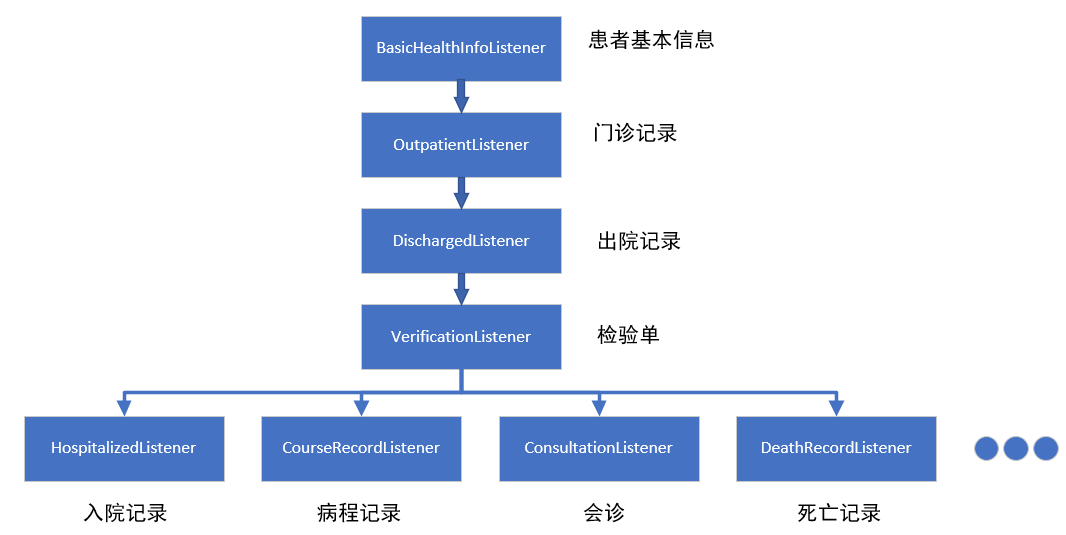 BasicHealthInfoListener
患者基本信息
OutpatientListener
门诊记录
DischargedListener
出院记录
VerificationListener
检验单
HospitalizedListener
CourseRecordListener
ConsultationListener
DeathRecordListener
入院记录
病程记录
会诊
死亡记录